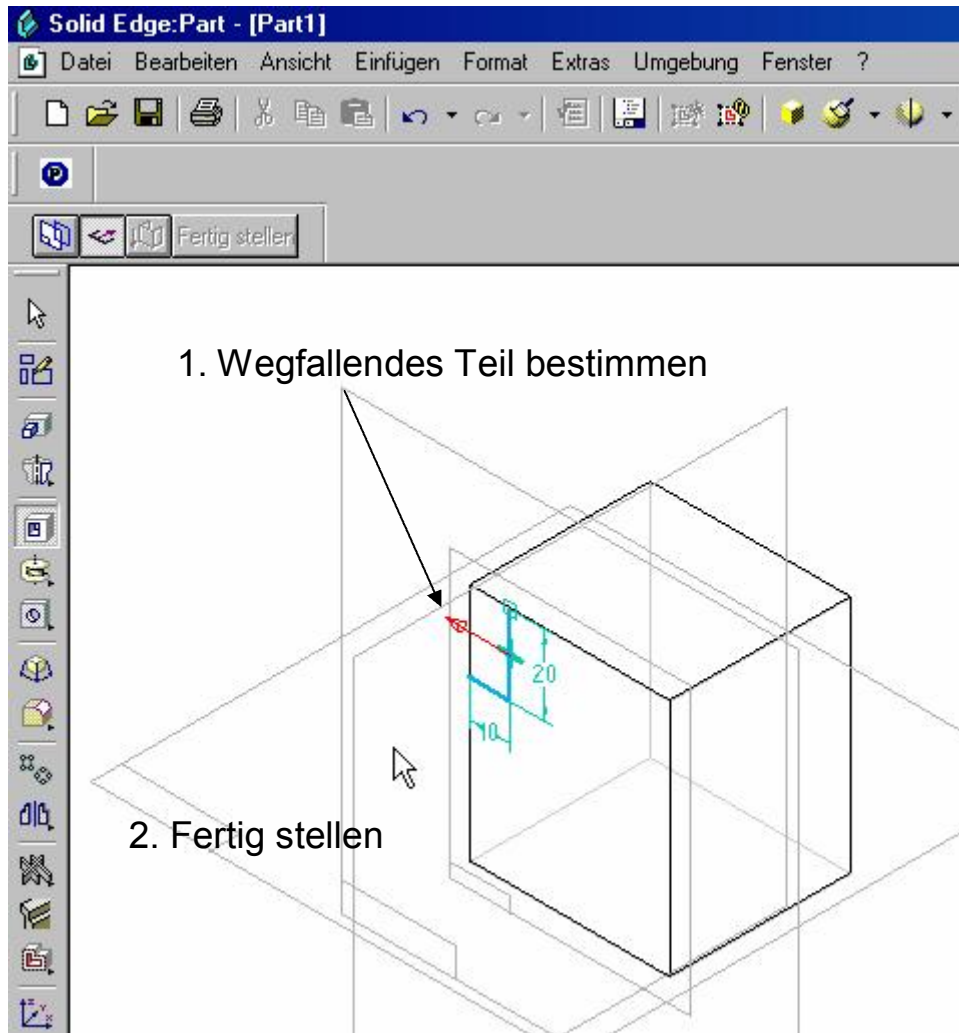 Solid Edge:Part - [Part1]
Datei Bearbeiten Ansicht Einfügen Format Extras Umgebung Fenster ?
P
Fertig stellen
1. Wegfallendes Teil bestimmen
20
10
2. Fertig stellen